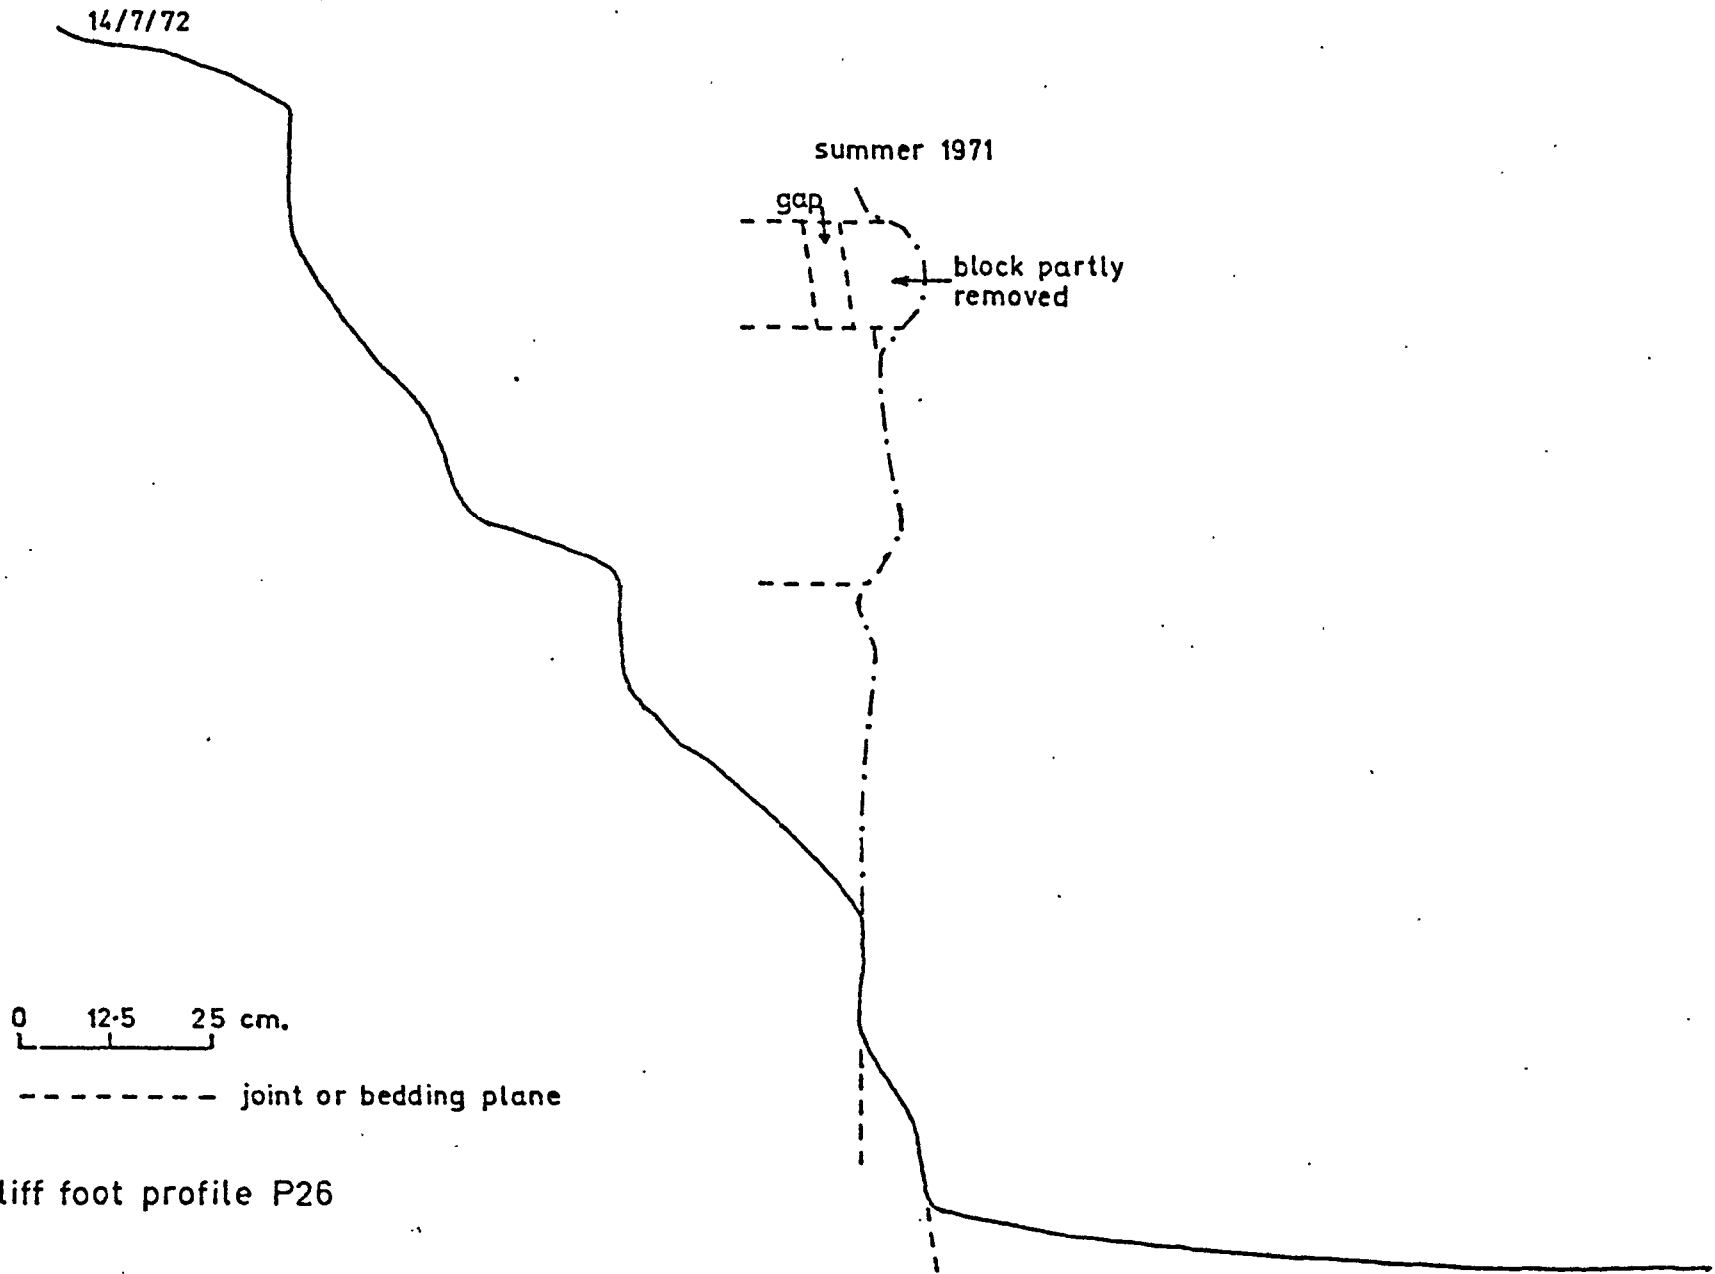 14/7/72
summer 1971
gap
block partly
removed
0 12·5 25 cm.
joint or bedding plane
liff foot profile P26